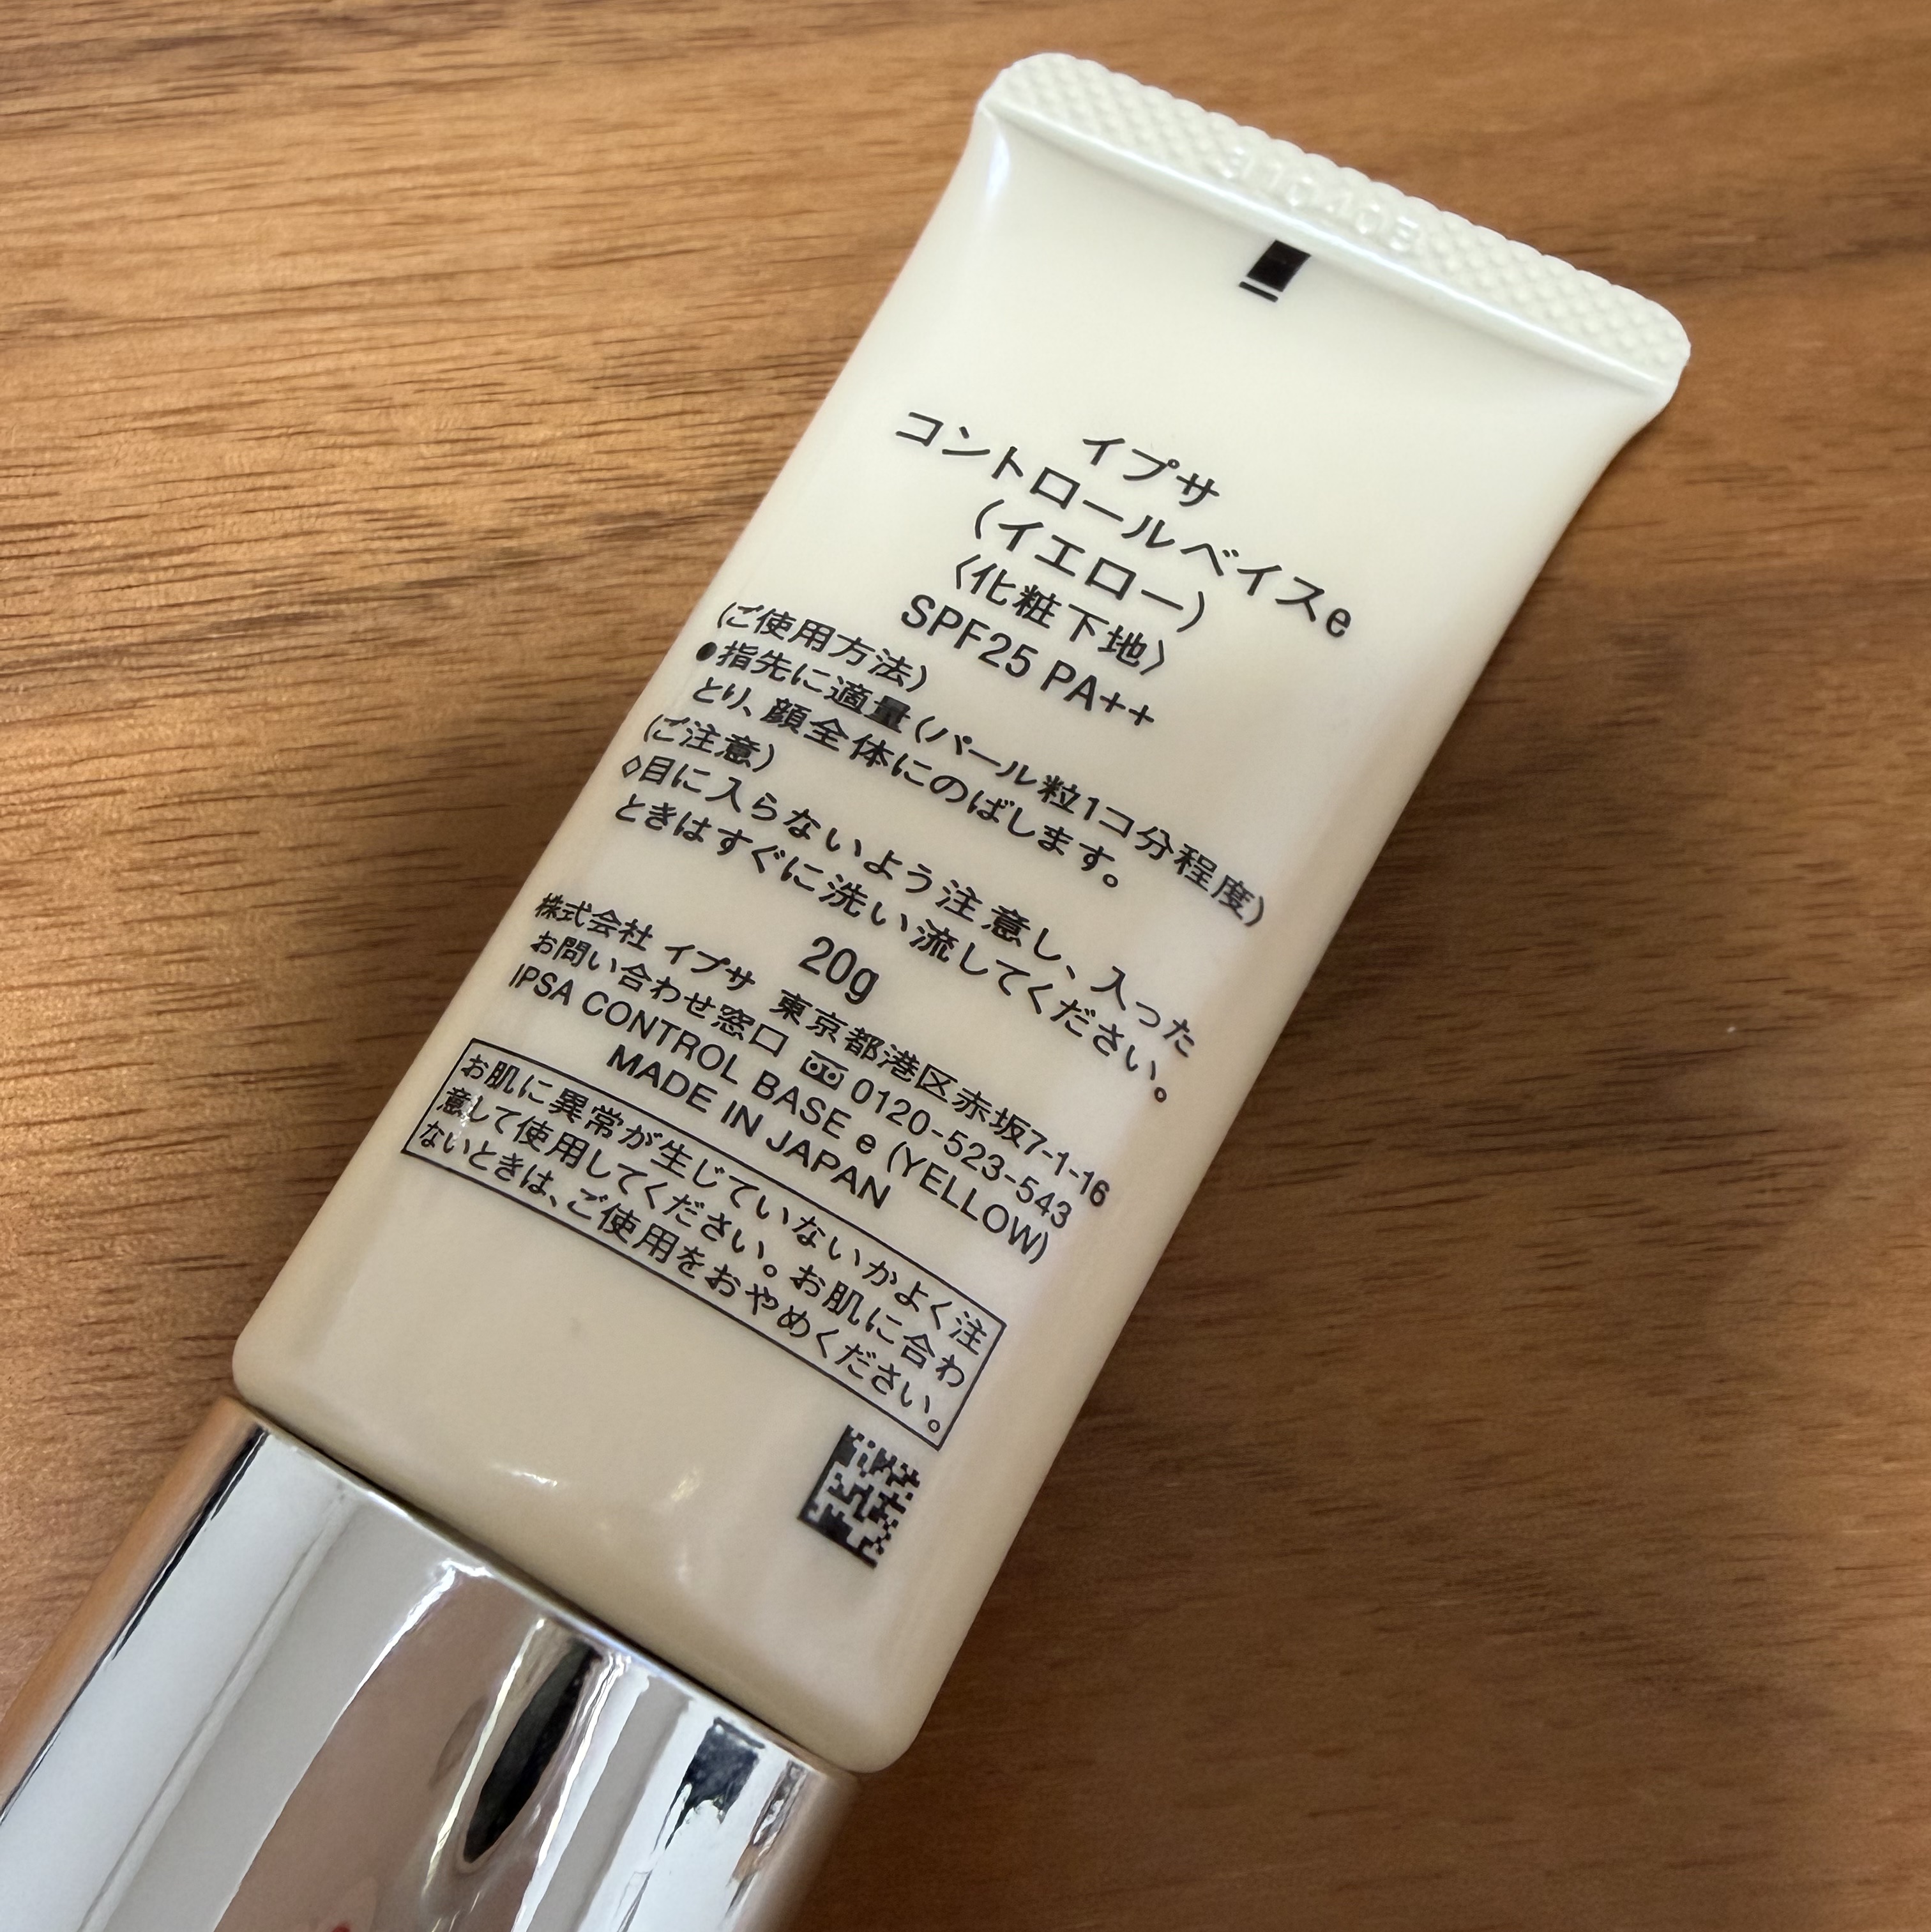 イプサ
コントロールベイスe
(イエロー)
〈化粧下地〉
SPF25 PA++
(ご使用方法)
●指先に適量(パール粒1コ分程度)
とり、顔全体にのばします。
(ご注意)
◇目に入らないよう注意し、入った
ときはすぐに洗い流してください。
20g
株式会社 イプサ 東京都港区赤坂7-1-16
お問い合わせ窓口 0120-523-543
IPSA CONTROL BASE e (YELLOW)
MADE IN JAPAN
お肌に異常が生じていないかよく注
意して使用してください。お肌に合わ
ないときは、ご使用をおやめください。